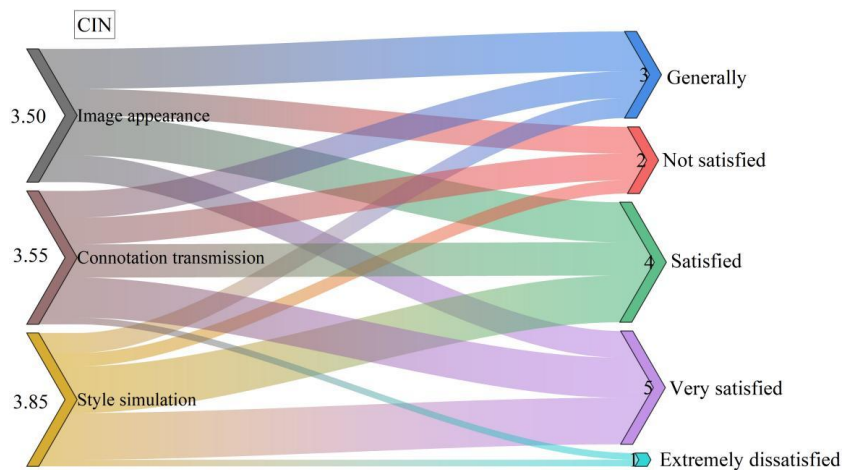 CIN
3.50
Image appearance
3.55
Connotation transmission
3.85
Style simulation
3 Generally
2 Not satisfied
4 Satisfied
5 Very satisfied
1 Extremely dissatisfied